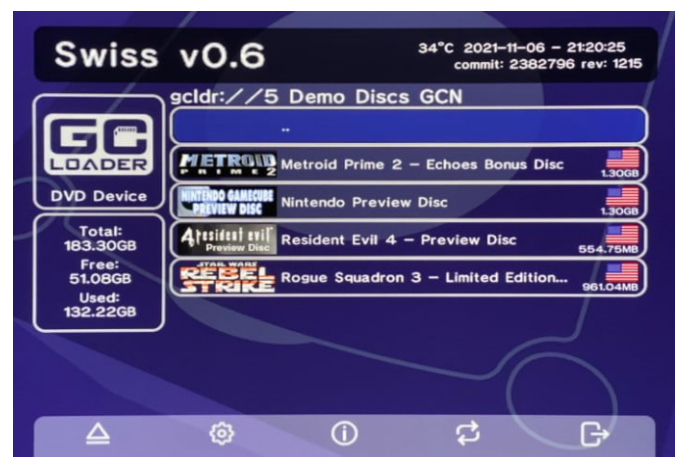 Swiss v0.6
34°C 2021-11-06 - 21:20:25
commit: 2382796 rev: 1215
gcldr://5 Demo Discs GCN
..
GC
LOADER
DVD Device
Total:
183.30GB
Free:
51.08GB
Used:
132.22GB
METROID
PRIME 2
Metroid Prime 2 - Echoes Bonus Disc
1.30GB
NINTENDO GAMECUBE
PREVIEW DISC
Nintendo Preview Disc
1.30GB
resident evil 4
Preview Disc
Resident Evil 4 - Preview Disc
554.75MB
STAR WARS
REBEL
STRIKE
Rogue Squadron 3 - Limited Edition...
961.04MB